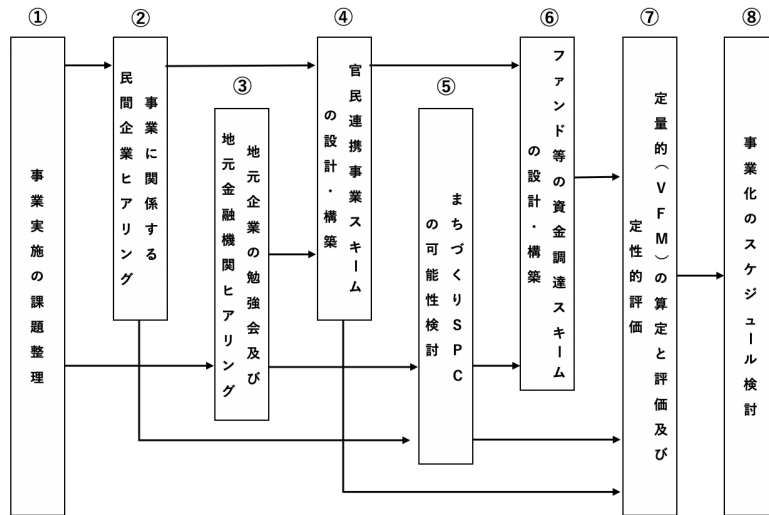 ①
事業実施の課題整理
②
事業に関係する
民間企業ヒアリング
③
地元企業の勉強会及び
地元金融機関ヒアリング
④
官民連携事業スキーム
の設計・構築
⑤
まちづくりSPC
の可能性検討
⑥
ファンド等の資金調達スキーム
の設計・構築
⑦
定量的(VFM)の算定と評価及び
定性的評価
⑧
事業化のスケジュール検討